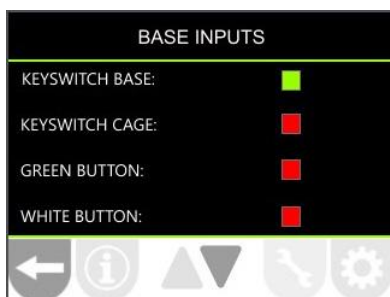 BASE INPUTS
KEYSWITCH BASE:
KEYSWITCH CAGE:
GREEN BUTTON:
WHITE BUTTON: